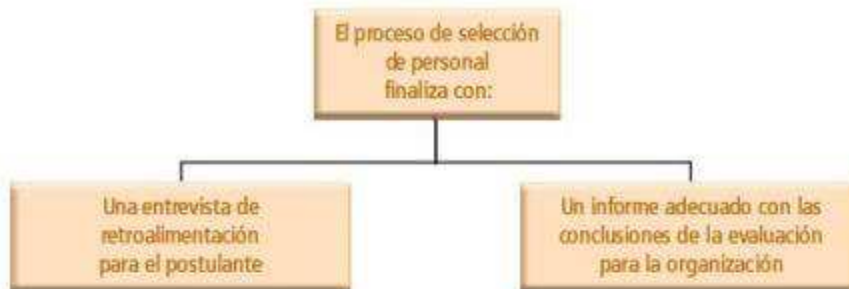 El proceso de selección
de personal
finaliza con:
Una entrevista de
retroalimentación
para el postulante
Un informe adecuado con las
conclusiones de la evaluación
para la organización